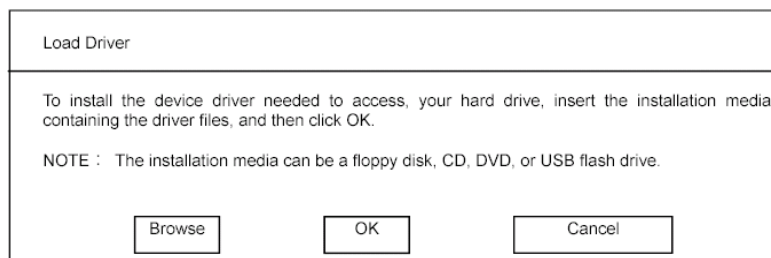 Load Driver
To install the device driver needed to access, your hard drive, insert the installation media
containing the driver files, and then click OK.
NOTE： The installation media can be a floppy disk, CD, DVD, or USB flash drive.
Browse OK Cancel